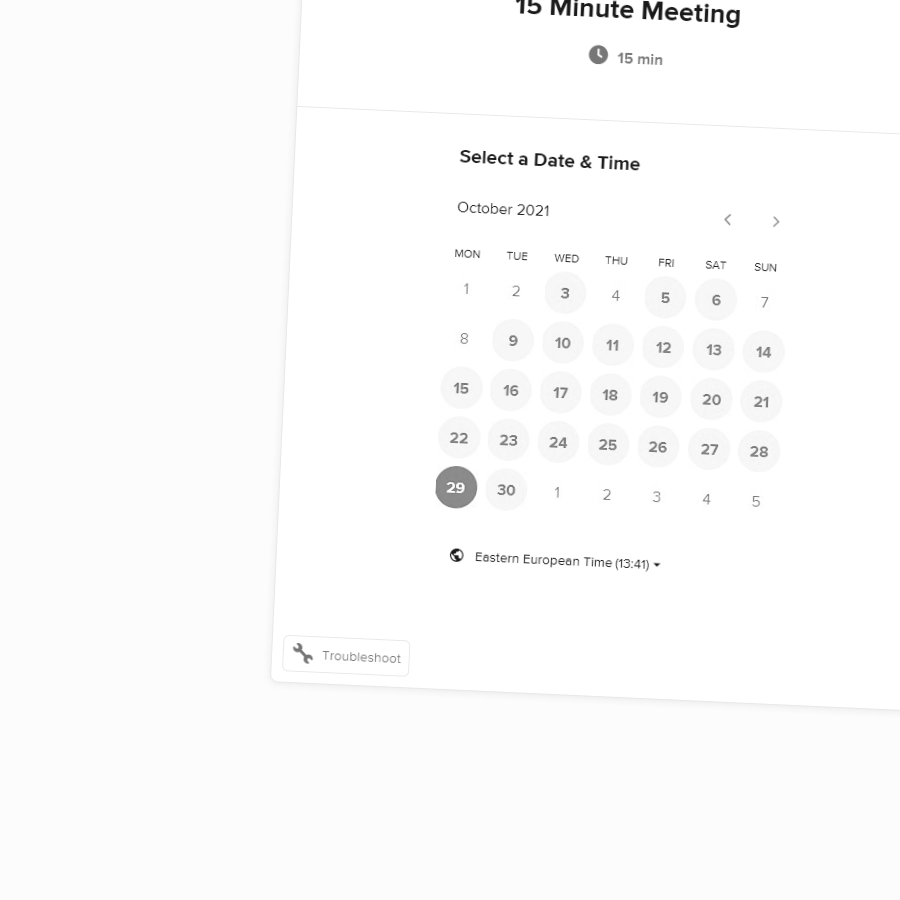 15 Minute Meeting
15 min
Select a Date & Time
October 2021
MON TUE WED THU FRI SAT SUN
1 2 3 4 5 6 7
8 9 10 11 12 13 14
15 16 17 18 19 20 21
22 23 24 25 26 27 28
29 30 1 2 3 4 5
Eastern European Time (13:41)
Troubleshoot